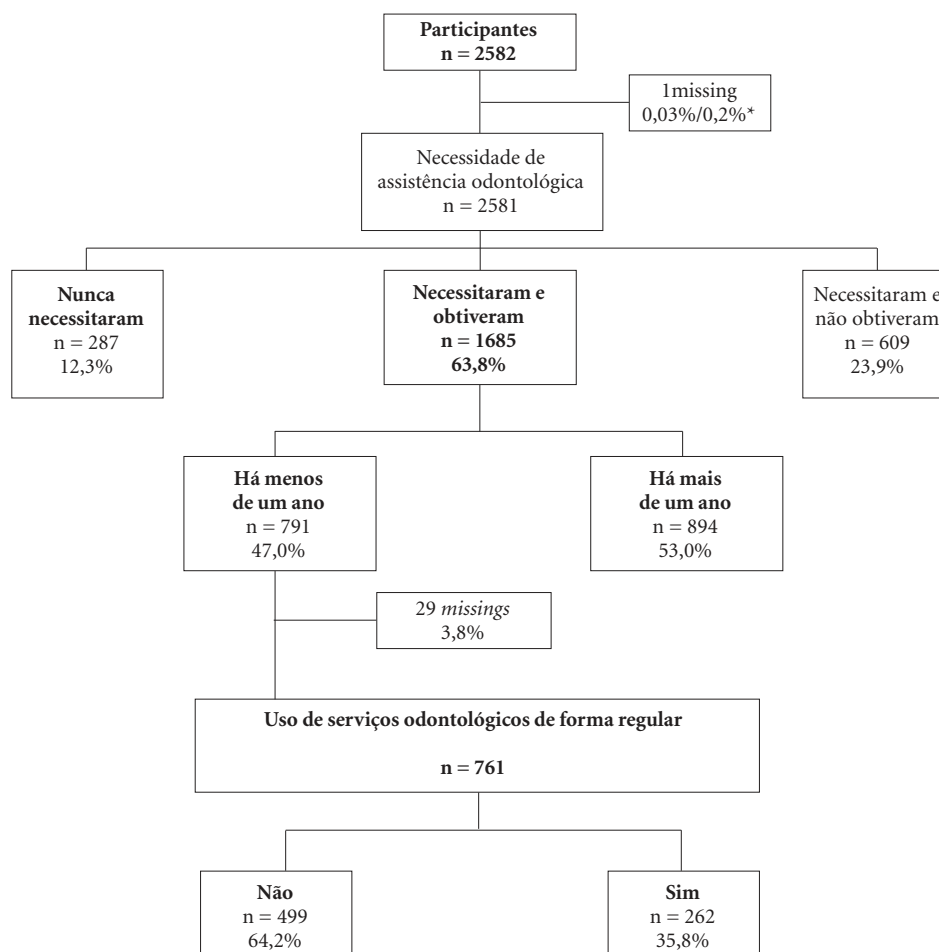 Participantes
n = 2582
1missing
0,03%/0,2%*
Necessidade de
assistência odontológica
n = 2581
Nunca
necessitaram
n = 287
12,3%
Necessitaram e
obtiveram
n = 1685
63,8%
Necessitaram e
não obtiveram
n = 609
23,9%
Há menos
de um ano
n = 791
47,0%
Há mais
de um ano
n = 894
53,0%
29 missings
3,8%
Uso de serviços odontológicos de forma regular
n = 761
Não
n = 499
64,2%
Sim
n = 262
35,8%